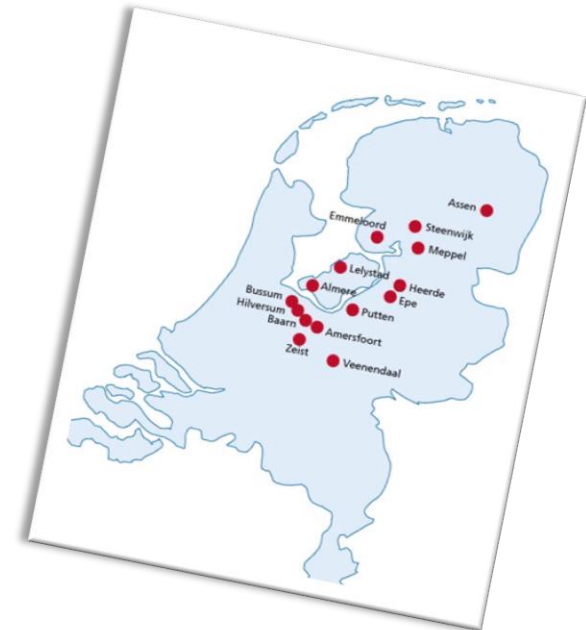 Assen
Emmeloord
Steenwijk
Meppel
Lelystad
Almere
Heerde
Bussum
Epe
Hilversum
Putten
Baarn
Amersfoort
Zeist
Veenendaal